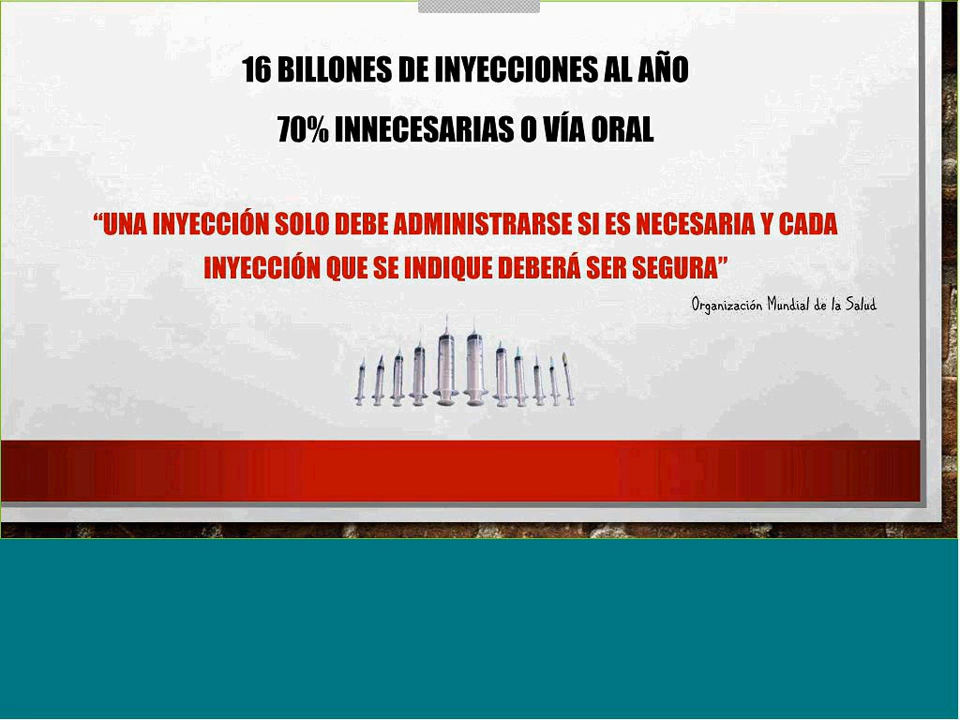 16 BILLONES DE INYECCIONES AL AÑO
70% INNECESARIAS O VÍA ORAL
“UNA INYECCIÓN SOLO DEBE ADMINISTRARSE SI ES NECESARIA Y CADA
INYECCIÓN QUE SE INDIQUE DEBERÁ SER SEGURA”
Organización Mundial de la Salud